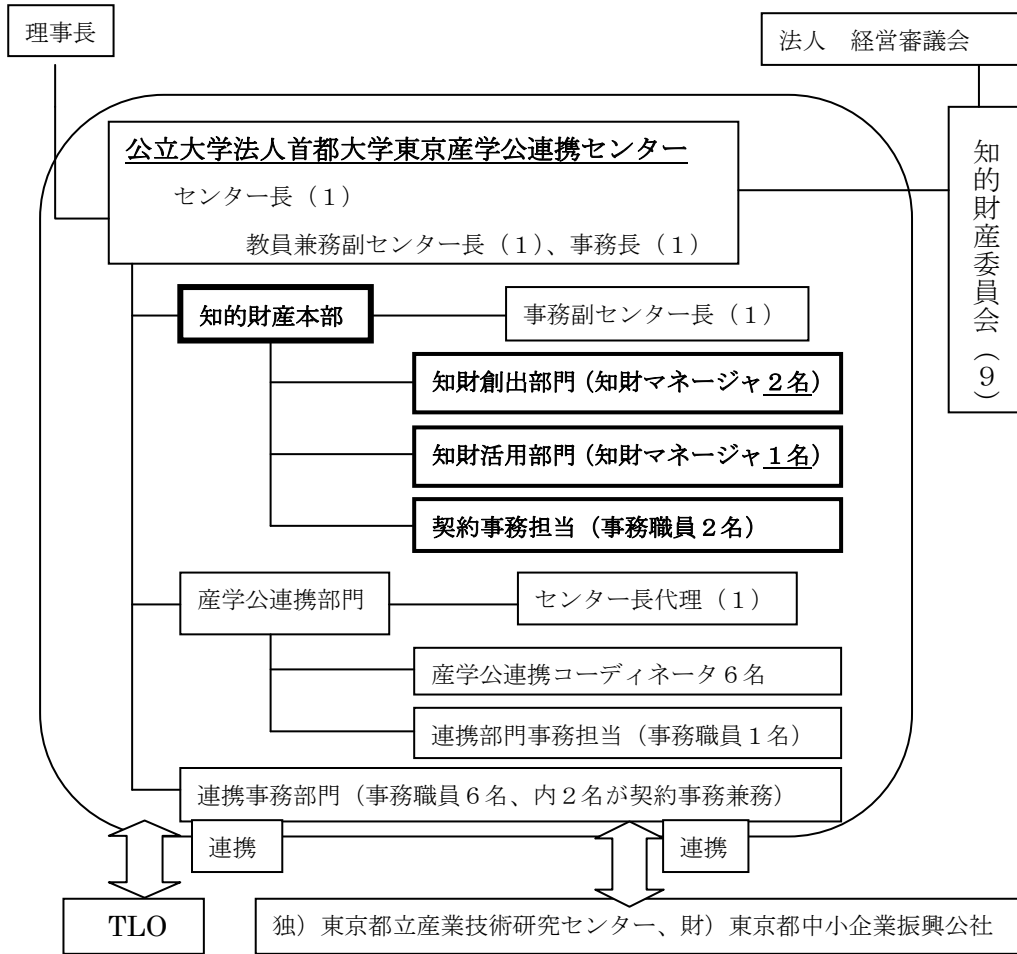 理事長
法人　経営審議会
公立大学法人首都大学東京産学公連携センター
センター長（１）
教員兼務副センター長（１）、事務長（１）
知的財産委員会（９）
知的財産本部
事務副センター長（１）
知財創出部門（知財マネージャ２名）
知財活用部門（知財マネージャ１名）
契約事務担当（事務職員２名）
産学公連携部門
センター長代理（１）
産学公連携コーディネータ６名
連携部門事務担当（事務職員１名）
連携事務部門（事務職員６名、内２名が契約事務兼務）
連携
連携
TLO
独）東京都立産業技術研究センター、財）東京都中小企業振興公社